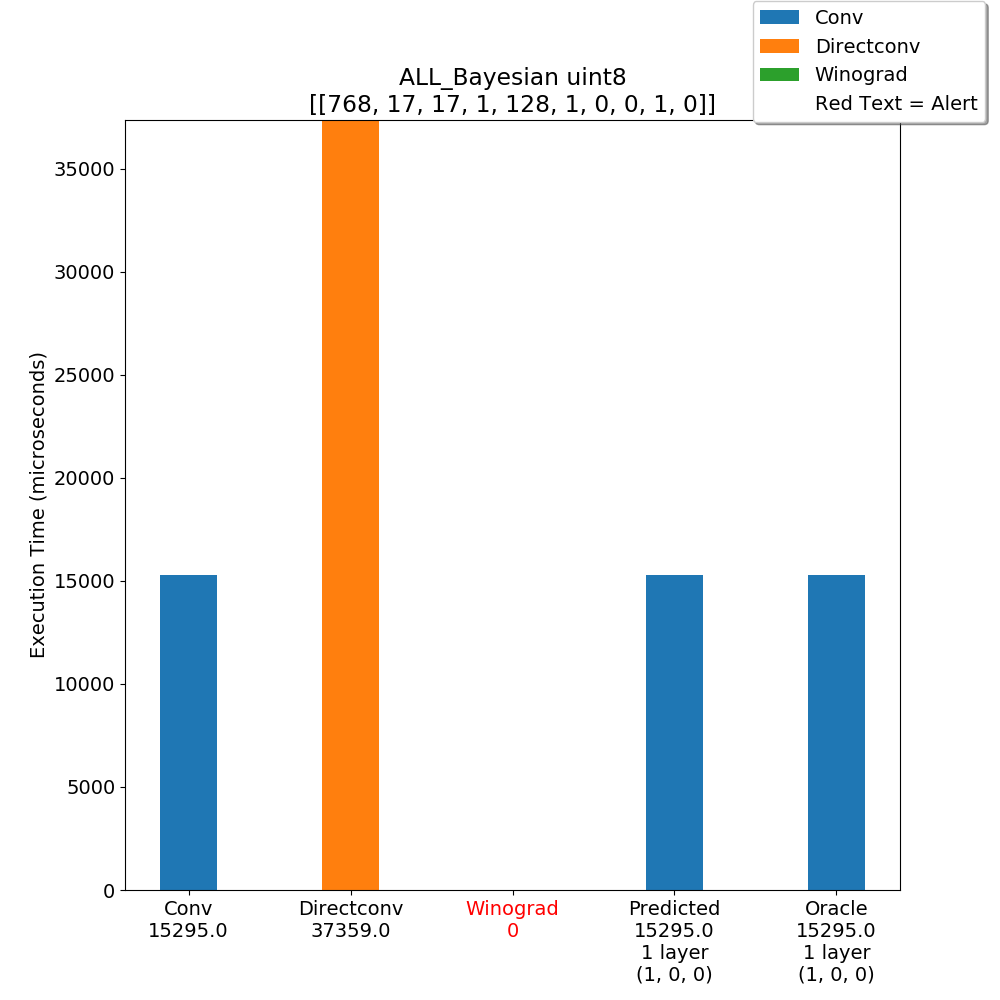 Conv
Directconv
Winograd
Red Text = Alert
ALL_Bayesian uint8
[[768, 17, 17, 1, 128, 1, 0, 0, 1, 0]]
Execution Time (microseconds)
35000
30000
25000
20000
15000
10000
5000
0
Conv
15295.0
Directconv
37359.0
Winograd
0
Predicted
15295.0
1 layer
(1, 0, 0)
Oracle
15295.0
1 layer
(1, 0, 0)